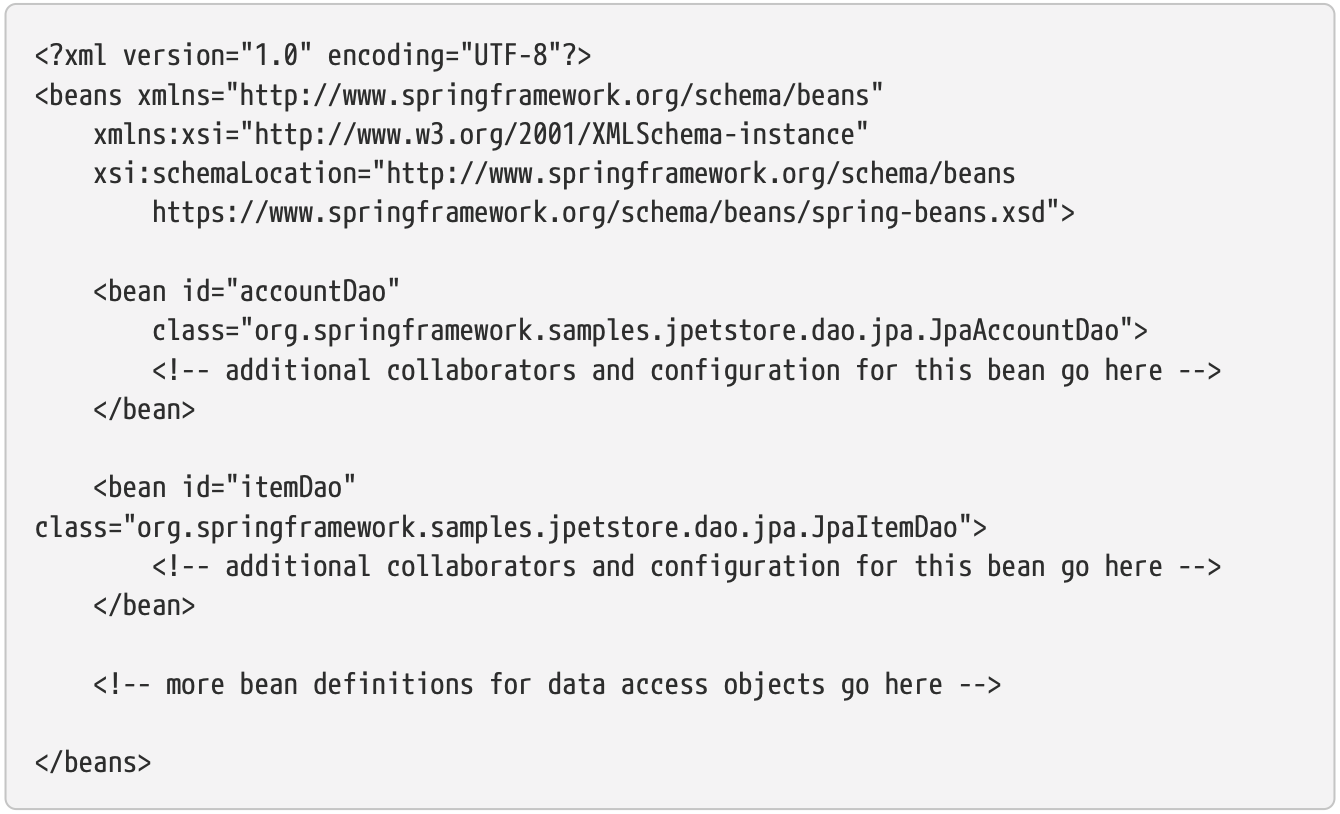 <?xml version="1.0" encoding="UTF-8"?>
<beans xmlns="http://www.springframework.org/schema/beans"
    xmlns:xsi="http://www.w3.org/2001/XMLSchema-instance"
    xsi:schemaLocation="http://www.springframework.org/schema/beans
        https://www.springframework.org/schema/beans/spring-beans.xsd">

    <bean id="accountDao"
        class="org.springframework.samples.jpetstore.dao.jpa.JpaAccountDao">
        <!-- additional collaborators and configuration for this bean go here -->
    </bean>

    <bean id="itemDao"
class="org.springframework.samples.jpetstore.dao.jpa.JpaItemDao">
        <!-- additional collaborators and configuration for this bean go here -->
    </bean>

    <!-- more bean definitions for data access objects go here -->

</beans>